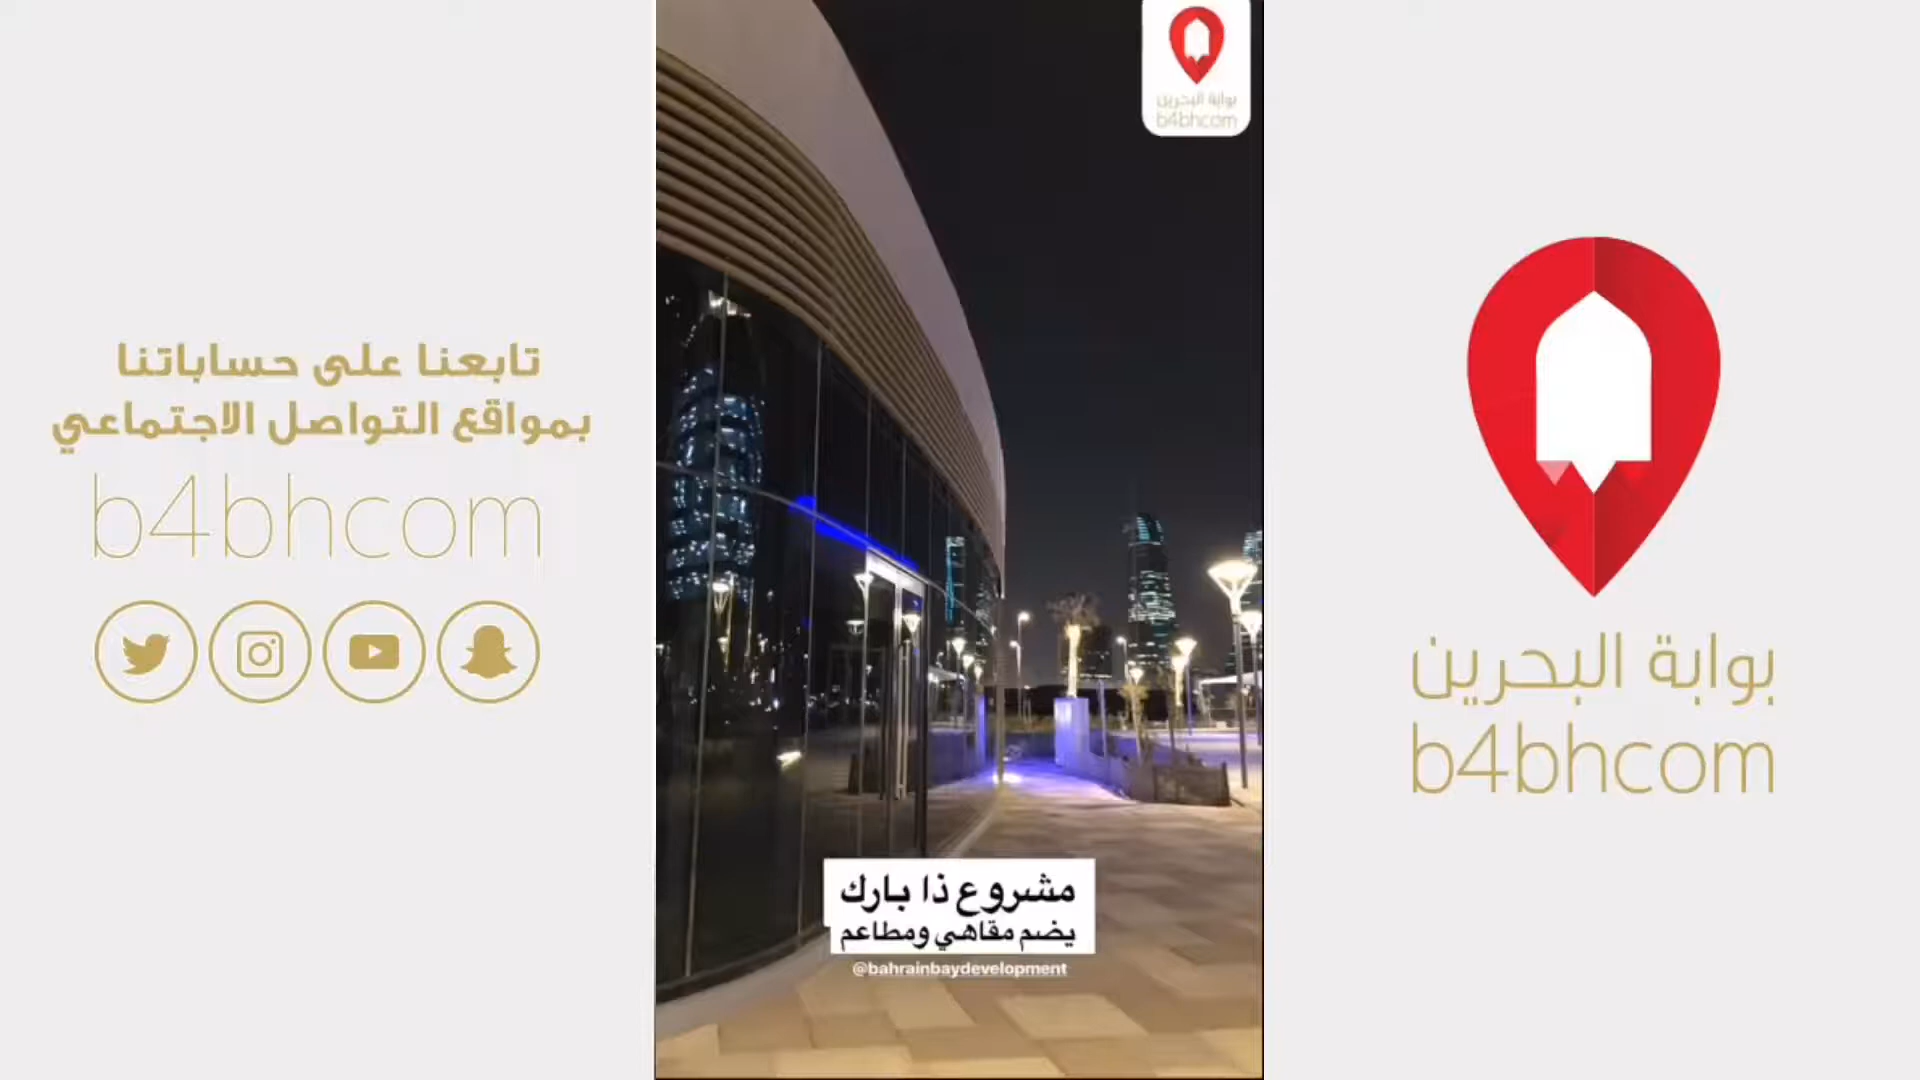 تابعنا على حساباتنا
بمواقع التواصل الاجتماعي
b4bhcom
بوابة البحرين
b4bhcom
مشروع ذا بارك
يضم مقاهي ومطاعم
@bahrainbaydevelopment
بوابة البحرين
b4bhcom